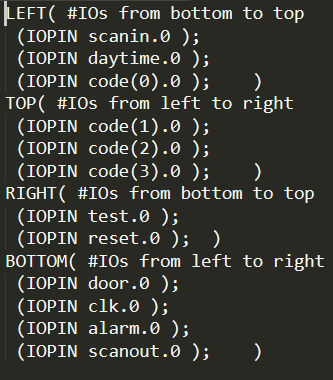 LEFT( #IOs from bottom to top
(IOPIN scanin.0 );
(IOPIN daytime.0 );
(IOPIN code(0).0 );    )
TOP( #IOs from left to right
(IOPIN code(1).0 );
(IOPIN code(2).0 );
(IOPIN code(3).0 );    )
RIGHT( #IOs from bottom to top
(IOPIN test.0 );
(IOPIN reset.0 );  )
BOTTOM( #IOs from left to right
(IOPIN door.0 );
(IOPIN clk.0 );
(IOPIN alarm.0 );
(IOPIN scanout.0 );    )